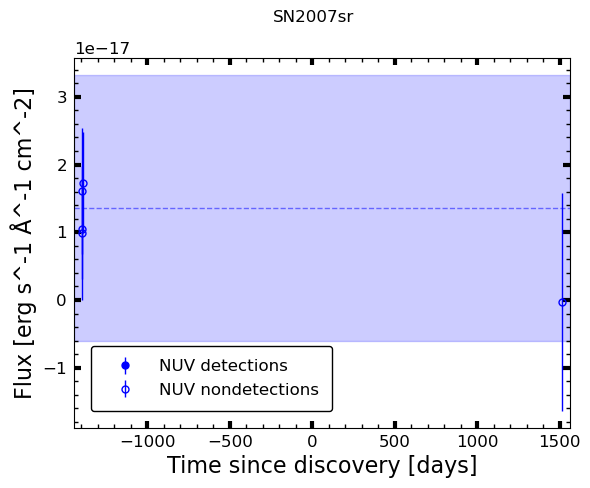 SN2007sr
1e−17
3
2
1
0
−1
Flux [erg s^-1 Å^-1 cm^-2]
NUV detections
NUV nondetections
−1000 −500 0 500 1000 1500
Time since discovery [days]